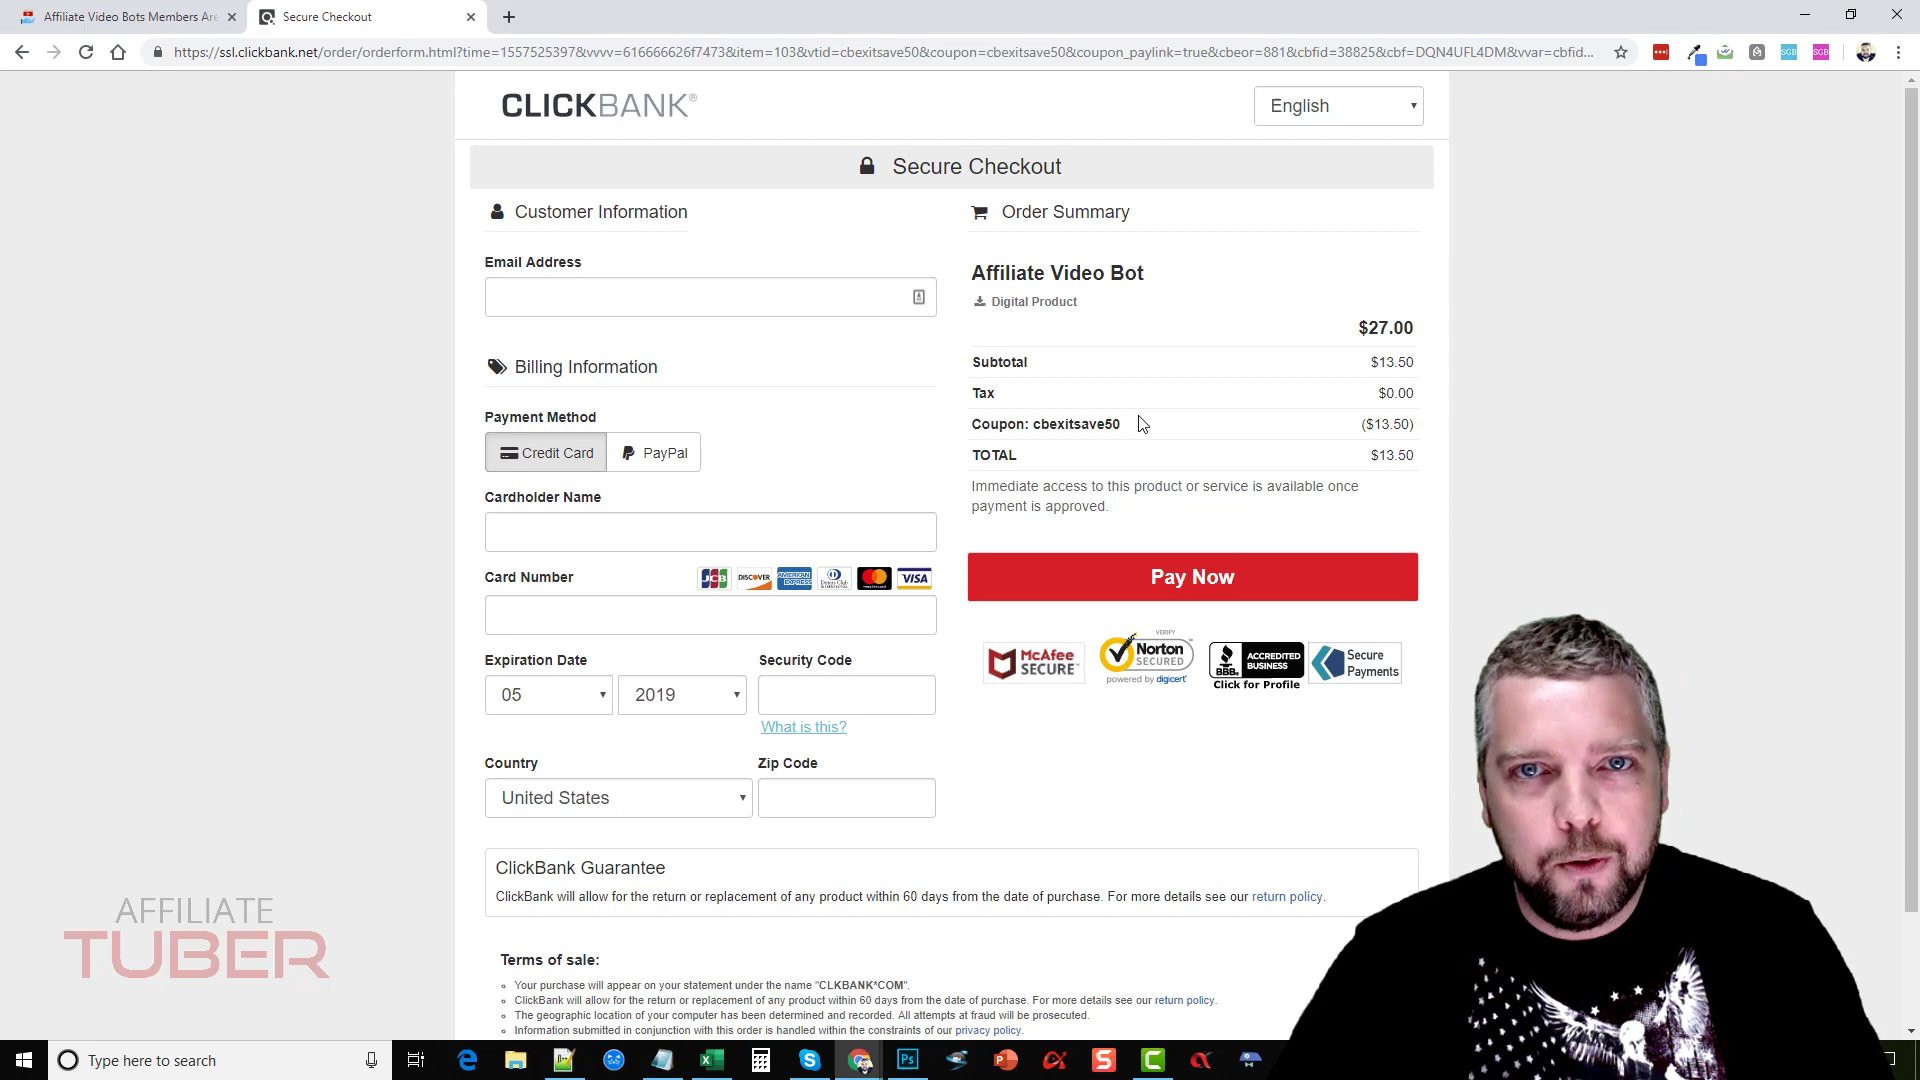 Affiliate Video Bots Members Are
Secure Checkout
https://ssl.clickbank.net/order/orderform.html?time=1557525397&vvvv=616666626f7473&item=103&vtid=cbexitsave50&coupon=cbexitsave50&coupon_paylink=true&cbeor=881&cbfid=38825&cbf=DQN4UFL4DM&vvar=cbfid...
SGB
SGB
CLICKBANK®
English
Secure Checkout
Customer Information
Order Summary
Email Address
Affiliate Video Bot
Digital Product
$27.00
Subtotal $13.50
Tax $0.00
Coupon: cbexitsave50 ($13.50)
TOTAL $13.50
Immediate access to this product or service is available once
payment is approved.
Pay Now
Billing Information
Payment Method
Credit Card PayPal
Cardholder Name
Card Number
JCB DISCOVER AMERICAN EXPRESS Diners Club INTERNATIONAL mastercard VISA
Expiration Date
Security Code
05 2019
What is this?
Country
Zip Code
United States
McAfee
SECURE™
VERIFY
Norton
SECURED
powered by digicert
BBB.
ACCREDITED
BUSINESS
Click for Profile
Secure
Payments
ClickBank Guarantee
ClickBank will allow for the return or replacement of any product within 60 days from the date of purchase. For more details see our return policy.
Terms of sale:
Your purchase will appear on your statement under the name "CLKBANK*COM".
ClickBank will allow for the return or replacement of any product within 60 days from the date of purchase. For more details see our return policy.
The geographic location of your computer has been determined and recorded. All attempts at fraud will be prosecuted.
Information submitted in conjunction with this order is handled within the constraints of our privacy policy.
AFFILIATE
TUBER
Type here to search